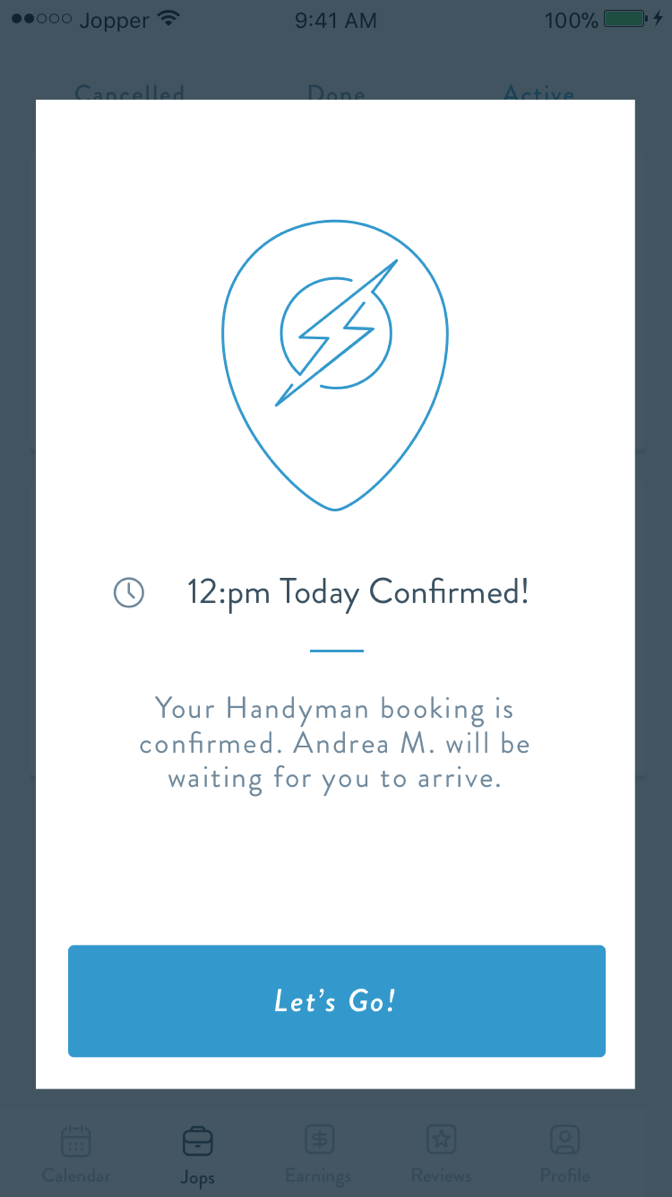 Jopper 9:41 AM 100%
Cancelled Done Active
12:pm Today Confirmed!
Your Handyman booking is
confirmed. Andrea M. will be
waiting for you to arrive.
Let's Go!
Calendar Jops Earnings Reviews Profile